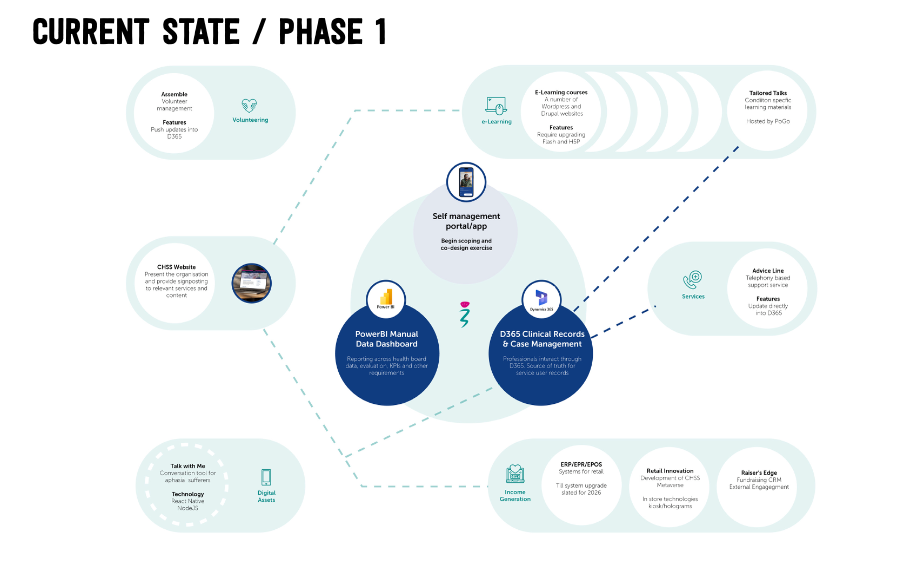 CURRENT STATE / PHASE 1
Assemble
Volunteer
management
Features
Push updates into
D365
Volunteering
e-Learning
E-Learning courses
A number of
Wordpress and
Drupal websites
Features
Require upgrading
Flash and H5P
Tailored Talks
Condition specific
learning materials
Hosted by PoGo
Self management
portal/app
Begin scoping and
co-design exercise
CHSS Website
Present the organisation
and provide signposting
to relevant services and
content
Services
Advice Line
Telephony based
support service
Features
Update directly
into D365
Power BI
PowerBI Manual
Data Dashboard
Reporting across health board
data, evaluation, KPIs and other
requirements
Dynamics 365
D365 Clinical Records
& Case Management
Professionals interact through
D365. Source of truth for
service user records
Talk with Me
Conversation tool for
aphasia sufferers
Technology
React Native
NodeJS
Digital
Assets
Income
Generation
ERP/EPR/EPOS
Systems for retail
Til system upgrade
slated for 2026
Retail Innovation
Development of CHSS
Metaverse
In store technologies
kiosk/holograms
Raiser's Edge
Fundraising CRM
External Engagegment